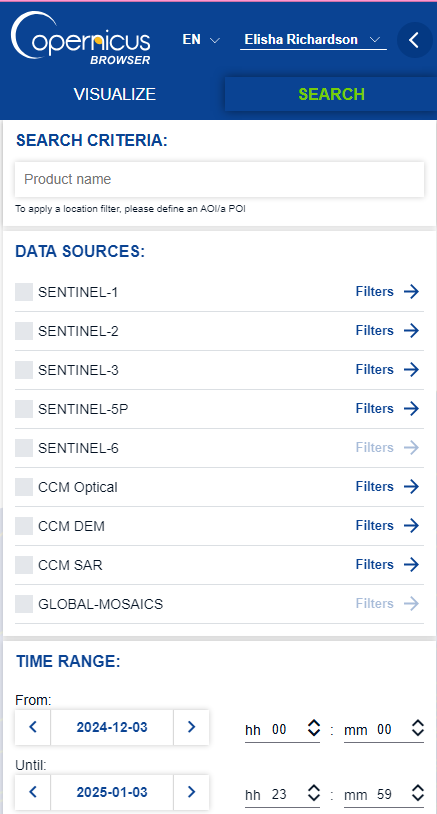 Copernicus
BROWSER
EN Elisha Richardson
VISUALIZE SEARCH
SEARCH CRITERIA:
Product name
To apply a location filter, please define an AOI/a POI
DATA SOURCES:
SENTINEL-1 Filters
SENTINEL-2 Filters
SENTINEL-3 Filters
SENTINEL-5P Filters
SENTINEL-6 Filters
CCM Optical Filters
CCM DEM Filters
CCM SAR Filters
GLOBAL-MOSAICS Filters
TIME RANGE:
From:
2024-12-03 hh 00 : mm 00
Until:
2025-01-03 hh 23 : mm 59